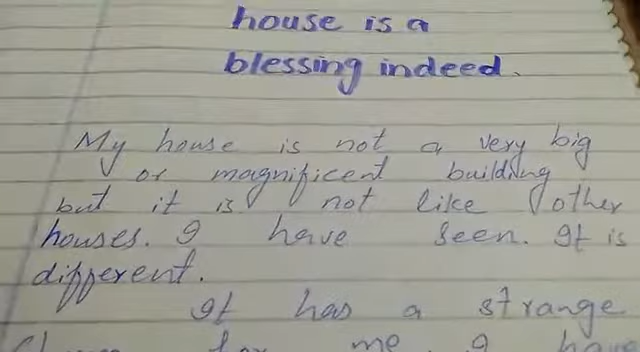 house is a
blessing indeed.
My house is not a very big
or magnificent building
but it is not like other
houses. I have seen. It is
different.
It has a strange
for me. I have